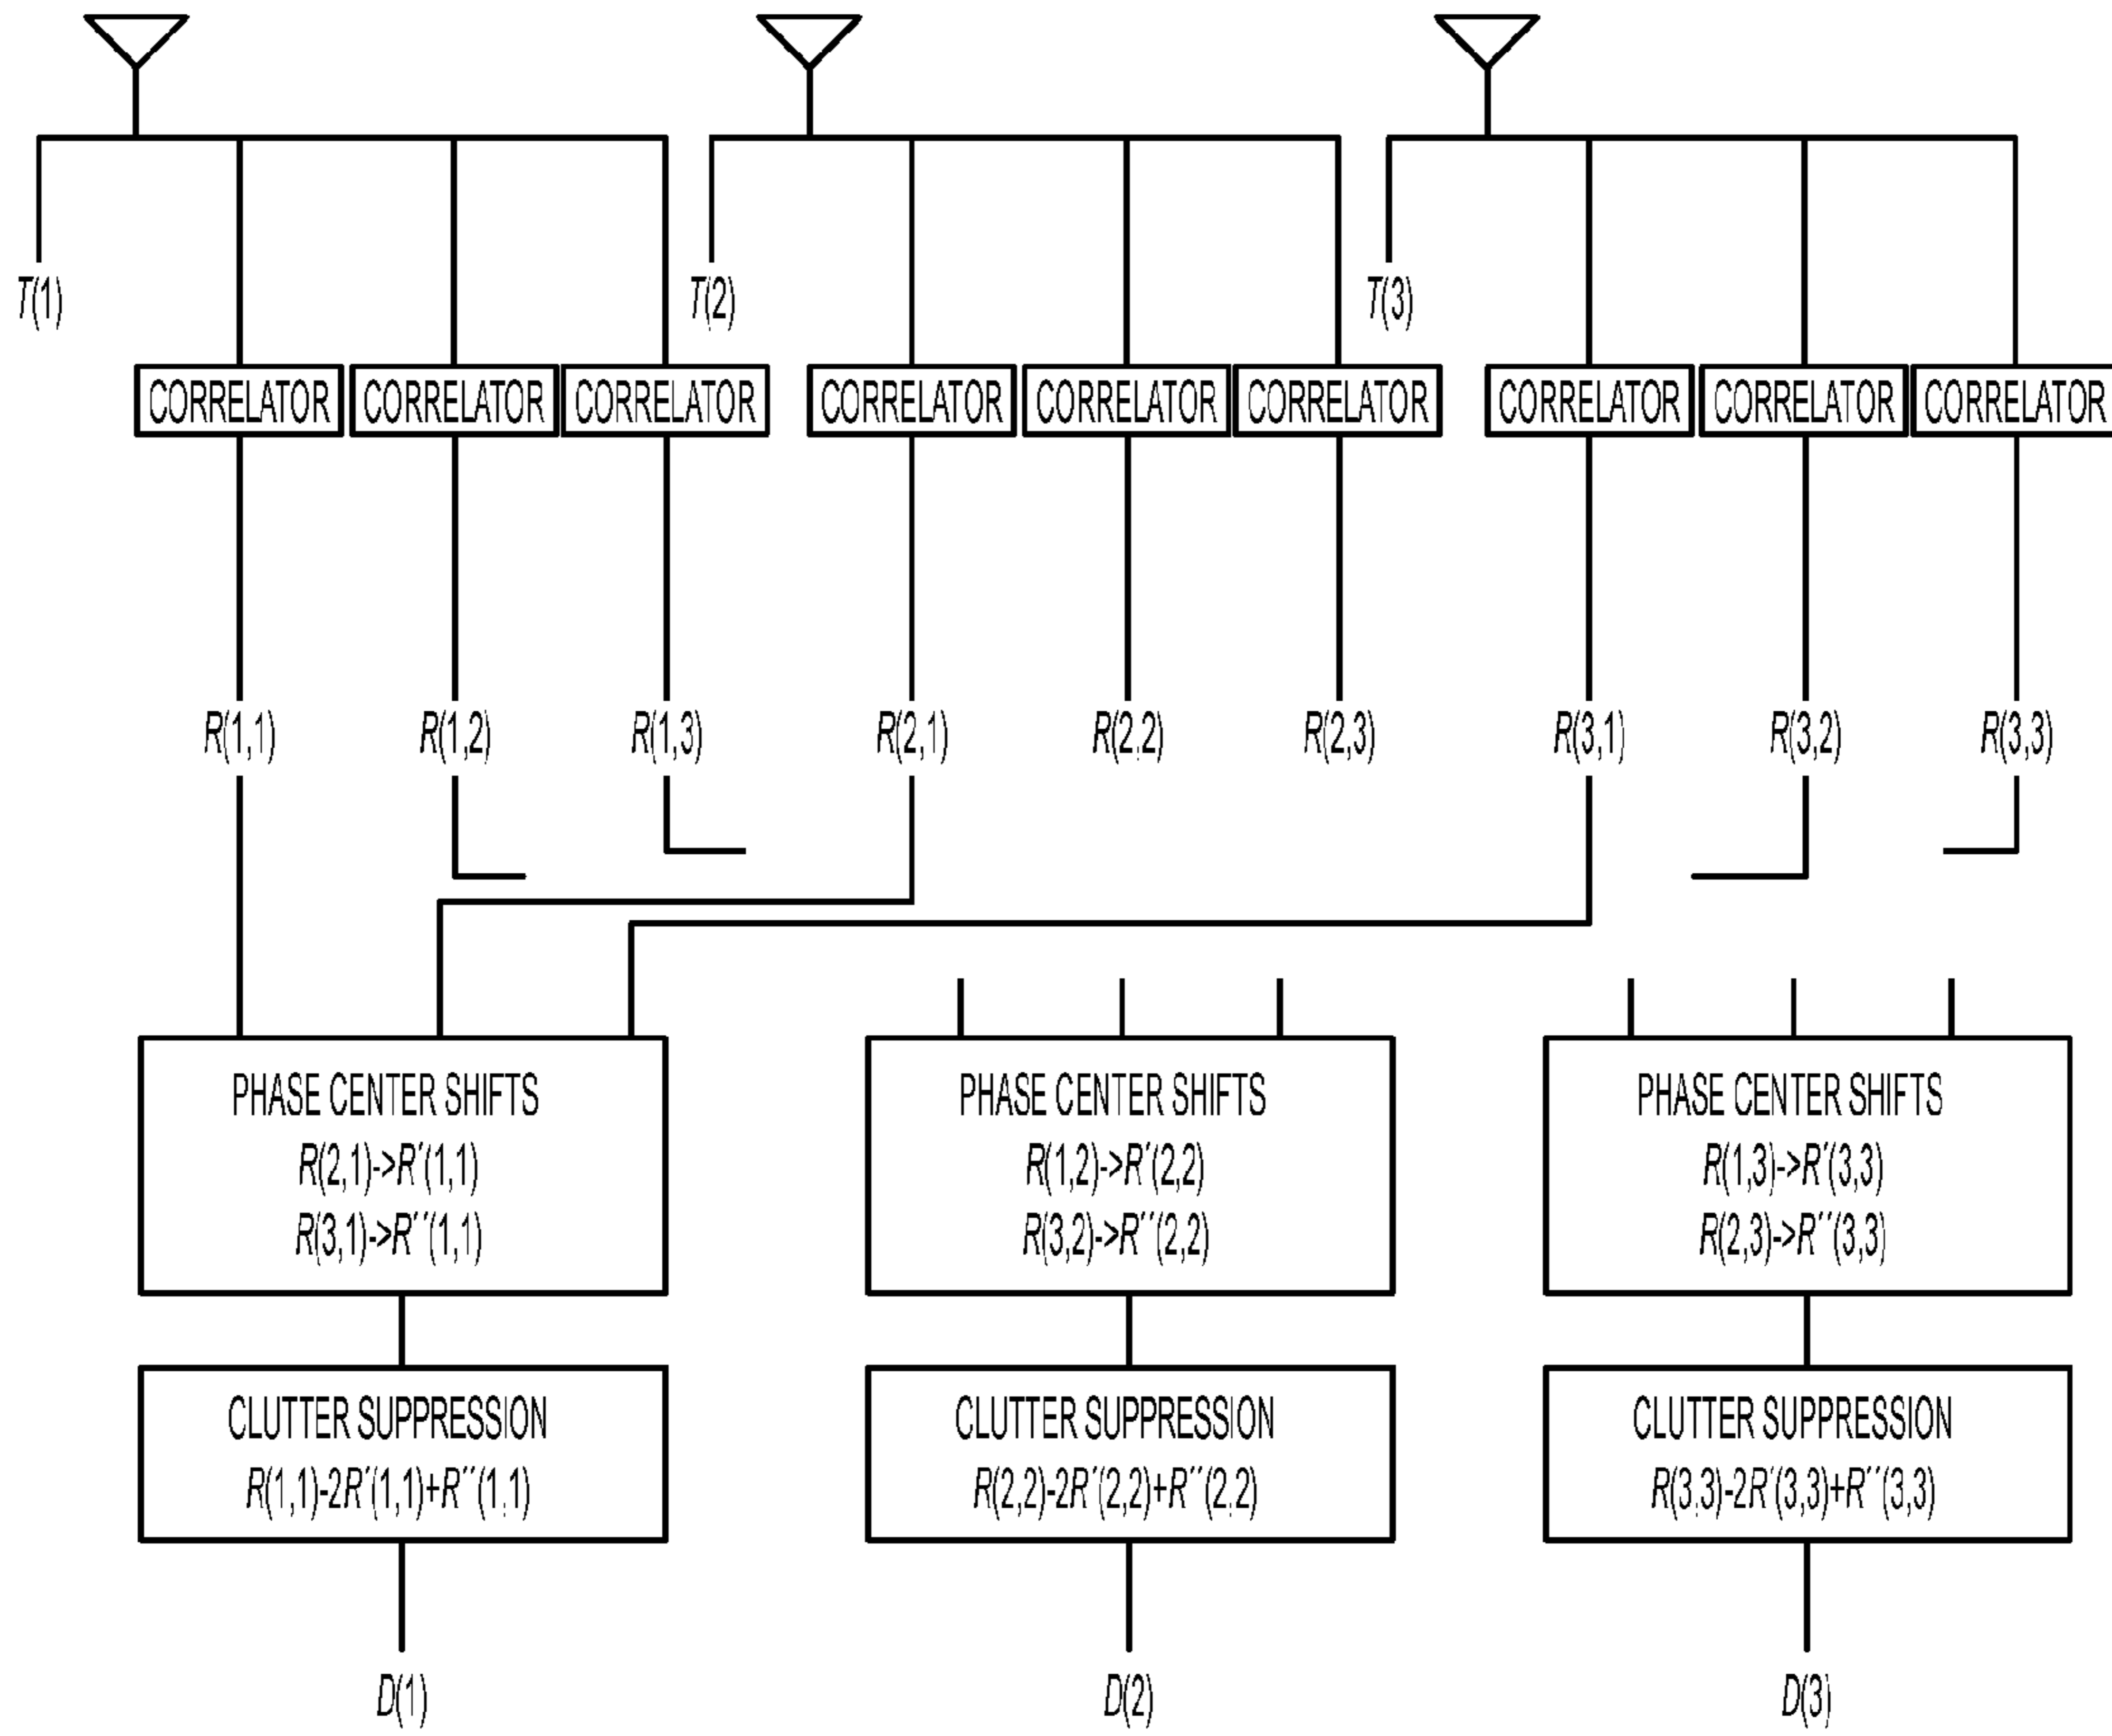 T(1) T(2) T(3)
CORRELATOR CORRELATOR CORRELATOR CORRELATOR CORRELATOR CORRELATOR CORRELATOR CORRELATOR CORRELATOR
R(1,1) R(1,2) R(1,3) R(2,1) R(2,2) R(2,3) R(3,1) R(3,2) R(3,3)
PHASE CENTER SHIFTS
R(2,1)->R´(1,1)
R(3,1)->R´´(1,1)
PHASE CENTER SHIFTS
R(1,2)->R´(2,2)
R(3,2)->R´´(2,2)
PHASE CENTER SHIFTS
R(1,3)->R´(3,3)
R(2,3)->R´´(3,3)
CLUTTER SUPPRESSION
R(1,1)-2R´(1,1)+R´´(1,1)
CLUTTER SUPPRESSION
R(2,2)-2R´(2,2)+R´´(2,2)
CLUTTER SUPPRESSION
R(3,3)-2R´(3,3)+R´´(3,3)
D(1) D(2) D(3)